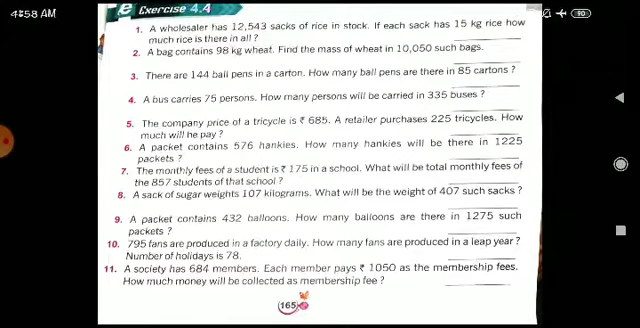 4:58 AM
90
e Exercise 4.4
1. A wholesaler has 12,543 sacks of rice in stock. If each sack has 15 kg rice how
much rice is there in all ?
2. A bag contains 98 kg wheat. Find the mass of wheat in 10,050 such bags.
3. There are 144 ball pens in a carton. How many ball pens are there in 85 cartons ?
4. A bus carries 75 persons. How many persons will be carried in 335 buses ?
5. The company price of a tricycle is ₹ 685. A retailer purchases 225 tricycles. How
much will he pay ?
6. A packet contains 576 hankies. How many hankies will be there in 1225
packets ?
7. The monthly fees of a student is ₹ 175 in a school. What will be total monthly fees of
the 857 students of that school ?
8. A sack of sugar weights 107 kilograms. What will be the weight of 407 such sacks ?
9. A packet contains 432 balloons. How many balloons are there in 1275 such
packets ?
10. 795 fans are produced in a factory daily. How many fans are produced in a leap year ?
Number of holidays is 78.
11. A society has 684 members. Each member pays ₹ 1050 as the membership fees.
How much money will be collected as membership fee ?
165